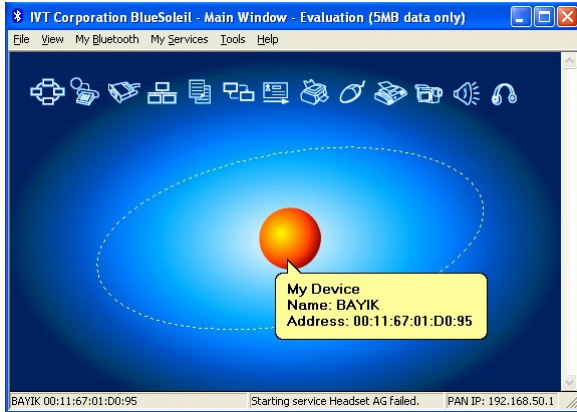 IVT Corporation BlueSoleil - Main Window - Evaluation (5MB data only)
File View My Bluetooth My Services Tools Help
My Device
Name: BAYIK
Address: 00:11:67:01:D0:95
BAYIK 00:11:67:01:D0:95 Starting service Headset AG failed. PAN IP: 192.168.50.1